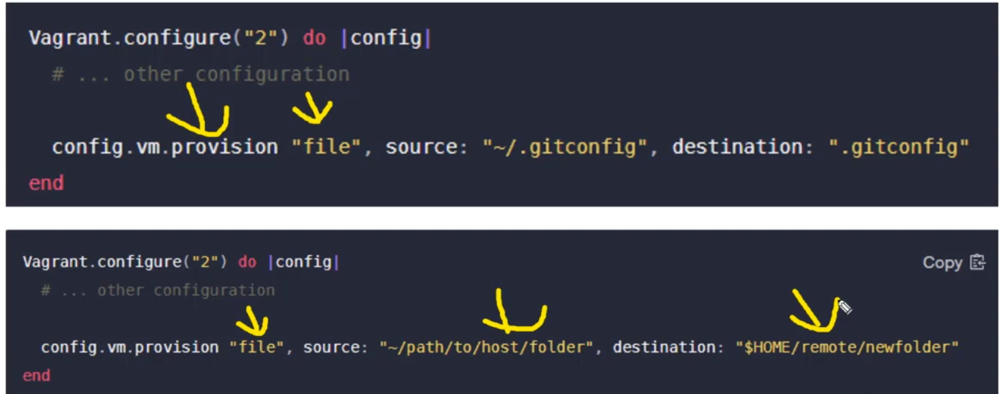 Vagrant.configure("2") do |config|
# ... other configuration
config.vm.provision "file", source: "~/.gitconfig", destination: ".gitconfig"
end
Vagrant.configure("2") do |config|
Copy
# ... other configuration
config.vm.provision "file", source: "~/path/to/host/folder", destination: "$HOME/remote/newfolder"
end